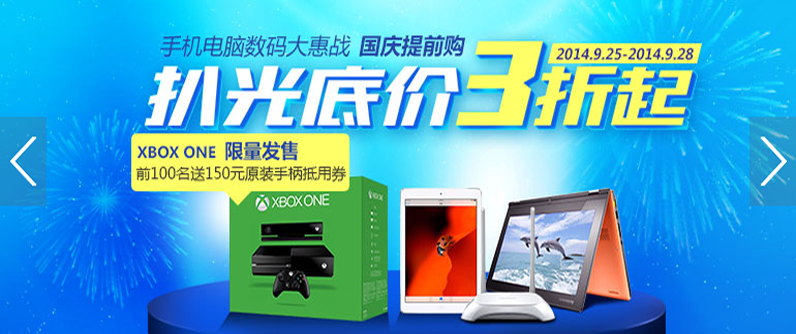 手机电脑数码大惠战 国庆提前购
2014.9.25-2014.9.28
扒光底价3折起
XBOX ONE 限量发售
前100名送150元原装手柄抵用券
XBOX ONE